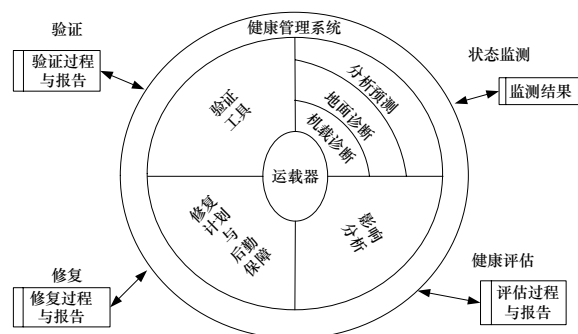 健康管理系统
验证
验证过程
与报告
状态监测
监测结果
验证
工具
分析预测
地面诊断
机载诊断
运载器
修复
计划
与
后勤
保障
影响
分析
修复
修复过程
与报告
健康评估
评估过程
与报告